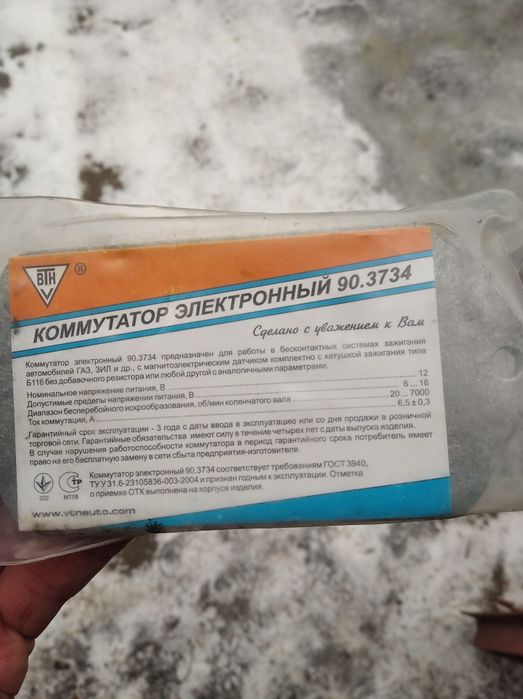 ВТН ®
КОММУТАТОР ЭЛЕКТРОННЫЙ 90.3734
Сделано с уважением к Вам
Коммутатор электронный 90.3734 предназначен для работы в бесконтактных системах зажигания
автомобилей ГАЗ, ЗИЛ и др., с магнитоэлектрическим датчиком комплектно с катушкой зажигания типа
Б116 без добавочного резистора или любой другой с аналогичными параметрами.
Номинальное напряжение питания, В 12
Допустимые пределы напряжения питания, В 6 ... 18
Диапазон бесперебойного искрообразования, об/мин коленчатого вала 20 ...7000
Ток коммутации, А 6,5±0,3
Гарантийный срок эксплуатации - 3 года с даты ввода в эксплуатацию или со дня продажи в розничной
торговой сети. Гарантийные обязательства имеют силу в течение четырех лет с даты выпуска изделия.
В случае нарушения работоспособности коммутатора в период гарантийного срока потребитель имеет
право на его бесплатную замену в сети сбыта предприятия-изготовителя.
Коммутатор электронный 90.3734 соответствует требованиям ГОСТ 3940,
ТУ У 31.6-23105836-003-2004 и признан годным к эксплуатации. Отметка
о приемке ОТК выполнена на корпусе изделия.
ТР
022
МТ08
www.vtnauto.com